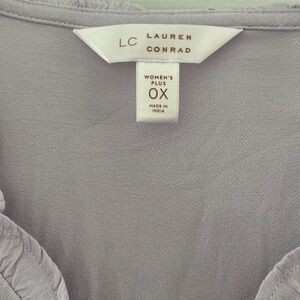 LC LAUREN
CONRAD
WOMEN'S
PLUS
0X
MADE IN
INDIA